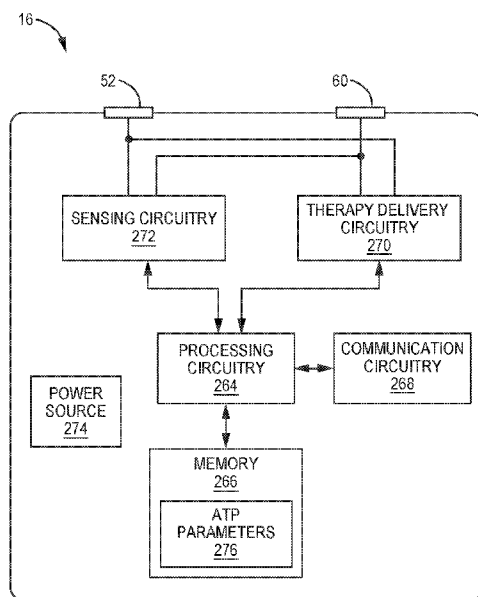 16
52
60
SENSING CIRCUITRY
272
THERAPY DELIVERY
CIRCUITRY
270
PROCESSING
CIRCUITRY
264
COMMUNICATION
CIRCUITRY
268
POWER
SOURCE
274
MEMORY
266
ATP
PARAMETERS
276